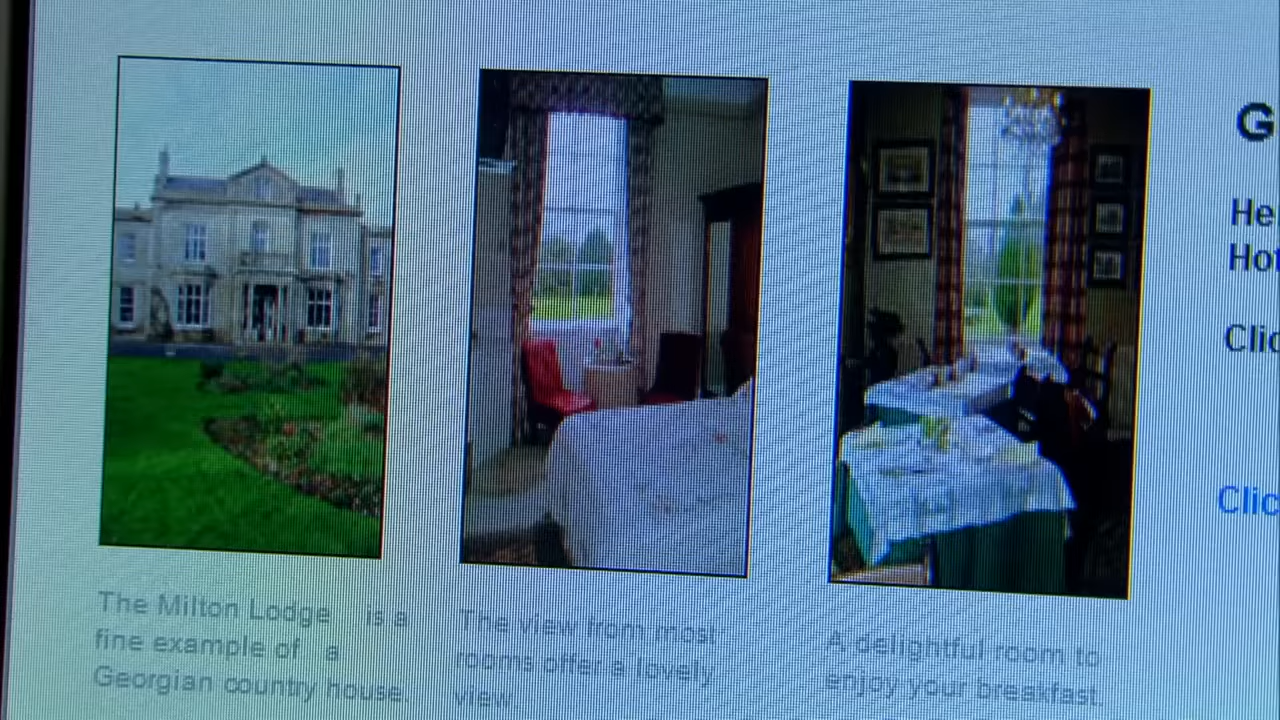 The Milton Lodge is a
fine example of a
Georgian country house.
The view from most
rooms offer a lovely
view.
A delightful room to
enjoy your breakfast.
G
He
Hot
Clic
Clic